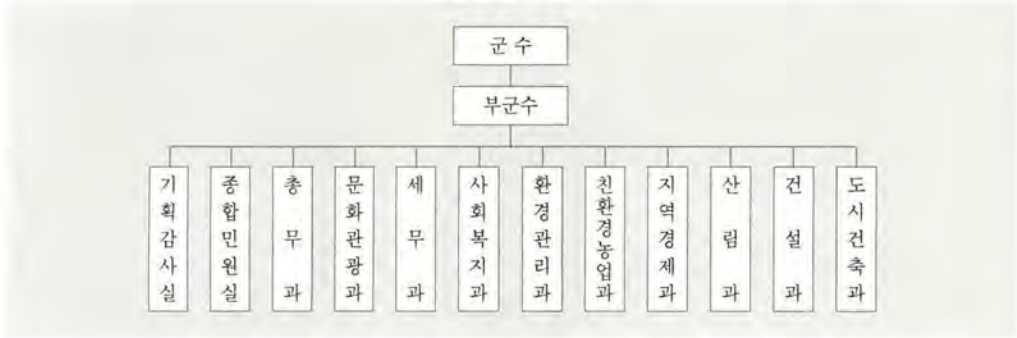 군 수
부군수
기획감사실
종합민원실
총무과
문화관광과
세무과
사회복지과
환경관리과
친환경농업과
지역경제과
산림과
건설과
도시건축과